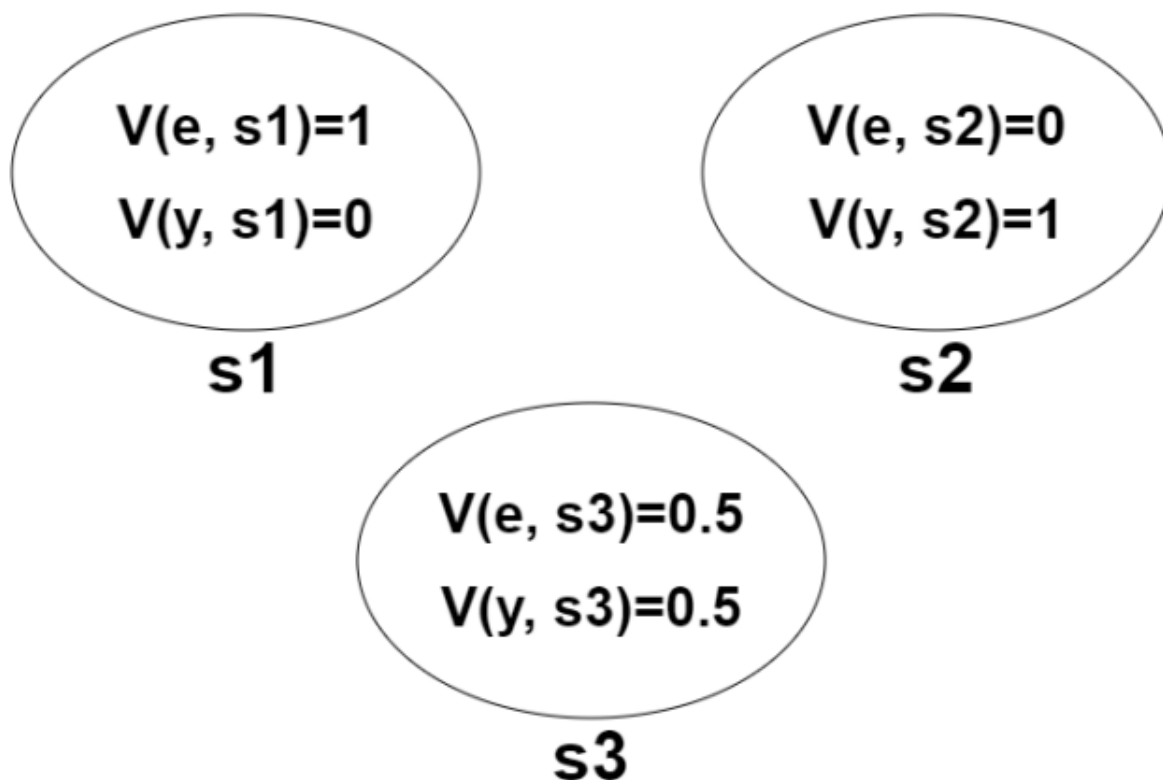 V(e, s1)=1
V(y, s1)=0
s1
V(e, s2)=0
V(y, s2)=1
s2
V(e, s3)=0.5
V(y, s3)=0.5
s3